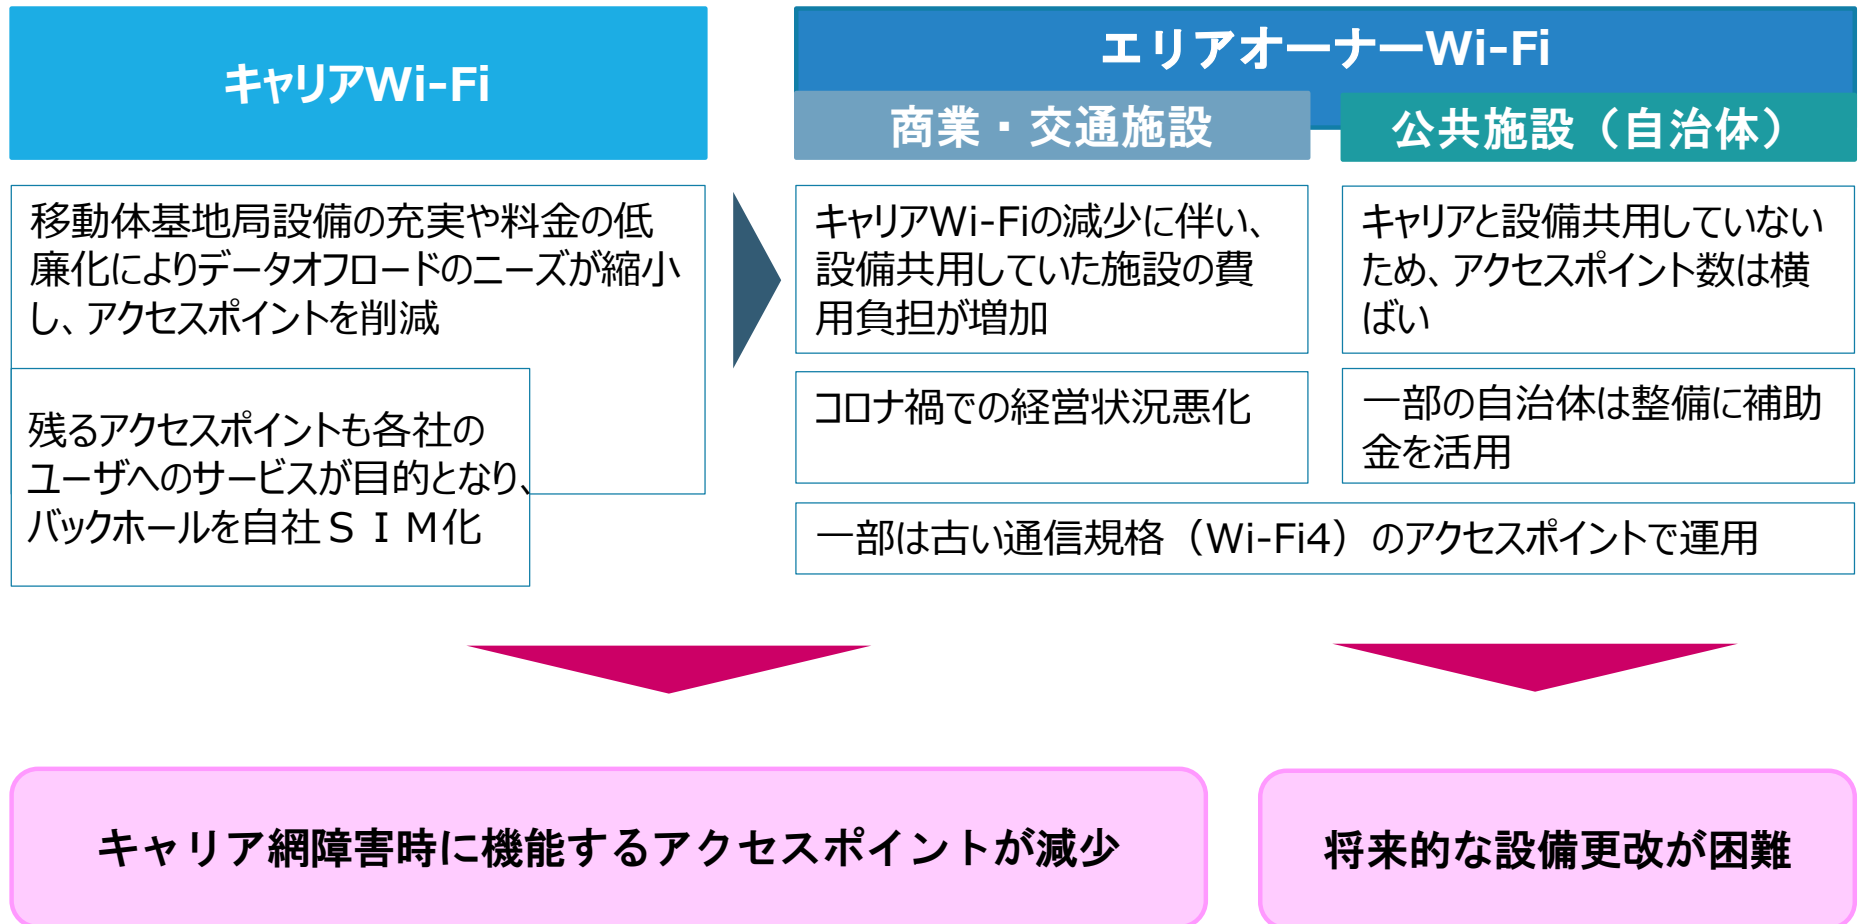 キャリアWi-Fi
移動体基地局設備の充実や料金の低
廉化によりデータオフロードのニーズが縮小
し、アクセスポイントを削減
残るアクセスポイントも各社の
ユーザへのサービスが目的となり、
バックホールを自社ＳＩＭ化
エリアオーナーWi-Fi
商業・交通施設
キャリアWi-Fiの減少に伴い、
設備共用していた施設の費
用負担が増加
コロナ禍での経営状況悪化
公共施設（自治体）
キャリアと設備共用していない
ため、アクセスポイント数は横
ばい
一部の自治体は整備に補助
金を活用
一部は古い通信規格（Wi-Fi4）のアクセスポイントで運用
キャリア網障害時に機能するアクセスポイントが減少
将来的な設備更改が困難